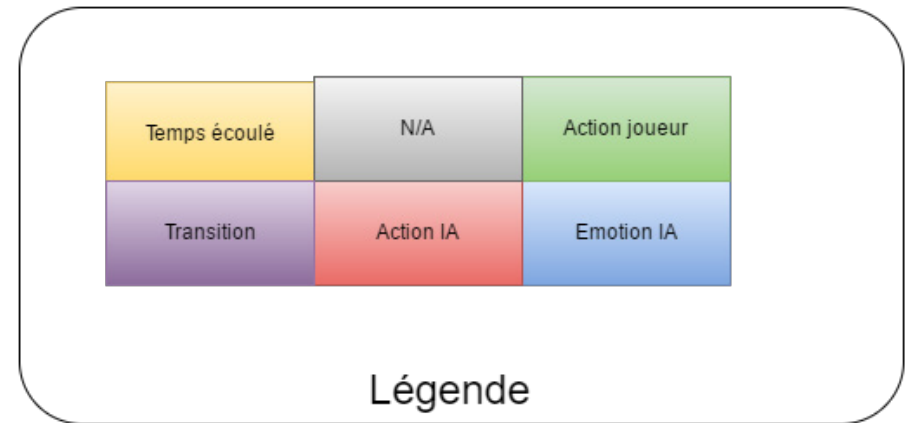 Temps écoulé
N/A
Action joueur
Transition
Action IA
Emotion IA
Légende